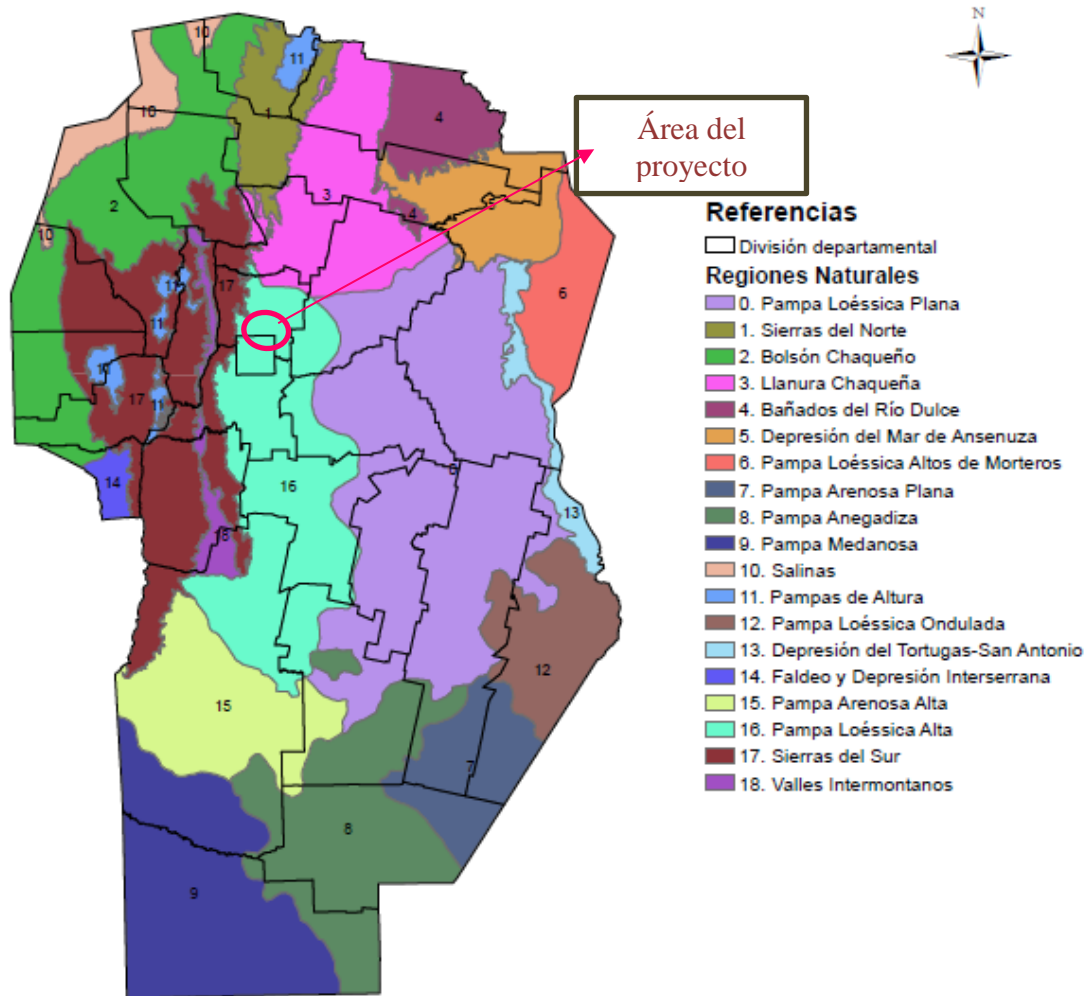 N
Área del
proyecto
Referencias
División departamental
Regiones Naturales
0. Pampa Loéssica Plana
1. Sierras del Norte
2. Bolsón Chaqueño
3. Llanura Chaqueña
4. Bañados del Río Dulce
5. Depresión del Mar de Ansenuza
6. Pampa Loéssica Altos de Morteros
7. Pampa Arenosa Plana
8. Pampa Anegadiza
9. Pampa Medanosa
10. Salinas
11. Pampas de Altura
12. Pampa Loéssica Ondulada
13. Depresión del Tortugas-San Antonio
14. Faldeo y Depresión Interserrana
15. Pampa Arenosa Alta
16. Pampa Loéssica Alta
17. Sierras del Sur
18. Valles Intermontanos
10
11
10
1
4
3
2
4
10
17
6
11
11
17
11
14
16
13
12
15
7
8
9